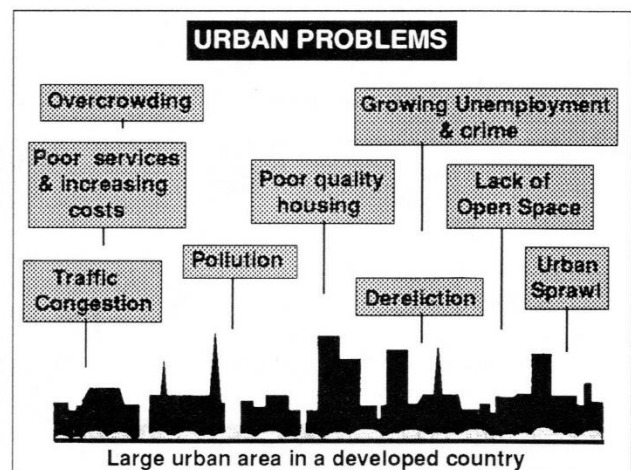 URBAN PROBLEMS
Overcrowding
Growing Unemployment
& crime
Poor services
& increasing
costs
Poor quality
housing
Lack of
Open Space
Traffic
Congestion
Pollution
Dereliction
Urban
Sprawl
Large urban area in a developed country